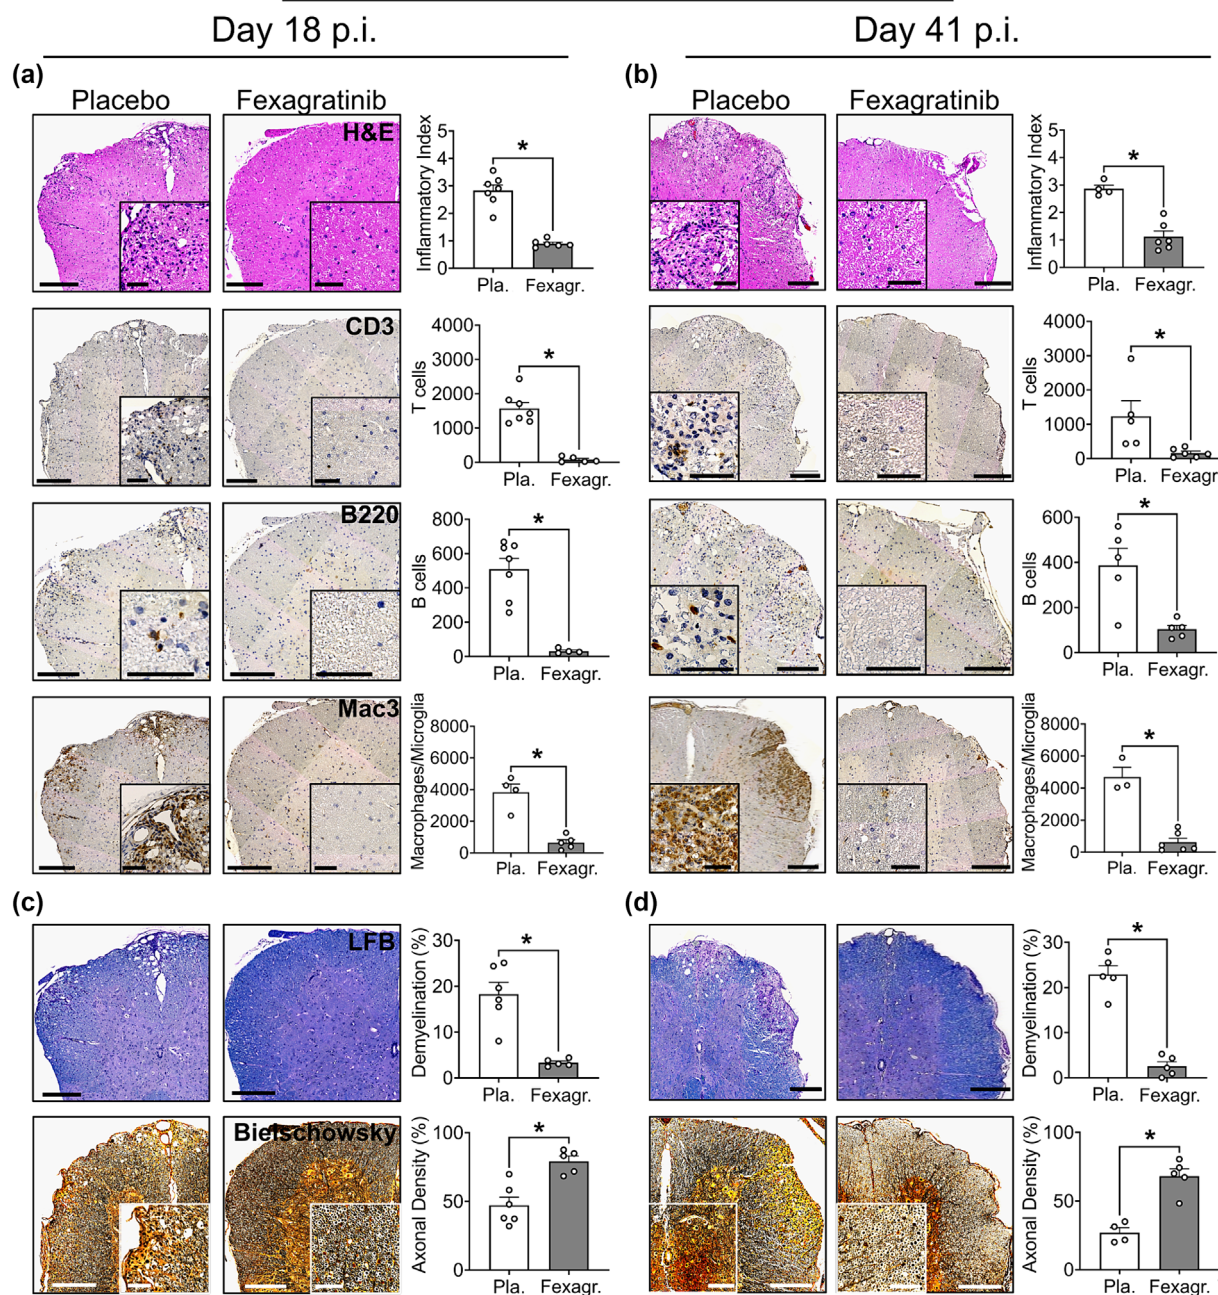 Day 18 p.i.
Day 41 p.i.
(a)
Placebo
Fexagratinib
H&E
Inflammatory Index
5
4
3
2
1
0
*
Pla.
Fexagr.
CD3
T cells
4000
3000
2000
1000
0
*
Pla.
Fexagr.
B220
B cells
800
600
400
200
0
*
Pla.
Fexagr.
Mac3
Macrophages/Microglia
8000
6000
4000
2000
0
*
Pla.
Fexagr.
(b)
Placebo
Fexagratinib
Inflammatory Index
5
4
3
2
1
0
*
Pla.
Fexagr.
T cells
4000
3000
2000
1000
0
*
Pla.
Fexagr.
B cells
600
400
200
0
*
Pla.
Fexagr.
Macrophages/Microglia
8000
6000
4000
2000
0
*
Pla.
Fexagr.
(c)
LFB
Demyelination (%)
30
20
10
0
*
Pla.
Fexagr.
Bielschowsky
Axonal Density (%)
100
50
0
*
Pla.
Fexagr.
(d)
Demyelination (%)
30
20
10
0
*
Pla.
Fexagr.
Axonal Density (%)
100
50
0
*
Pla.
Fexagr.